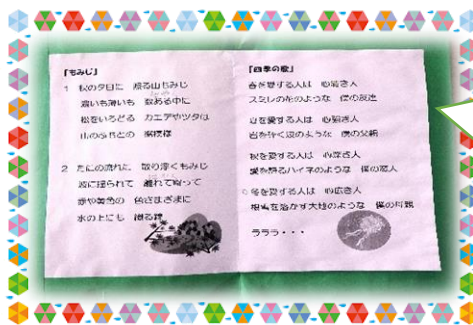 「もみじ」
1 秋の夕日に 照る山もみじ
濃いも薄いも 数ある中に
松をいろどる カエデやツタは
山のふもとの 裾模様
2 たにの流れに 散り浮くもみじ
波に揺られて 離れて寄って
赤や黄色の 色さまざまに
水の上にも 織る錦
「四季の歌」
春を愛する人は 心清き人
スミレの花のような 僕の友達
夏を愛する人は 心強き人
岩を砕く波のような 僕の父親
秋を愛する人は 心深き人
愛を語るハイネのような 僕の恋人
冬を愛する人は 心広き人
根雪を溶かす大地のような 僕の母親
ラララ・・・